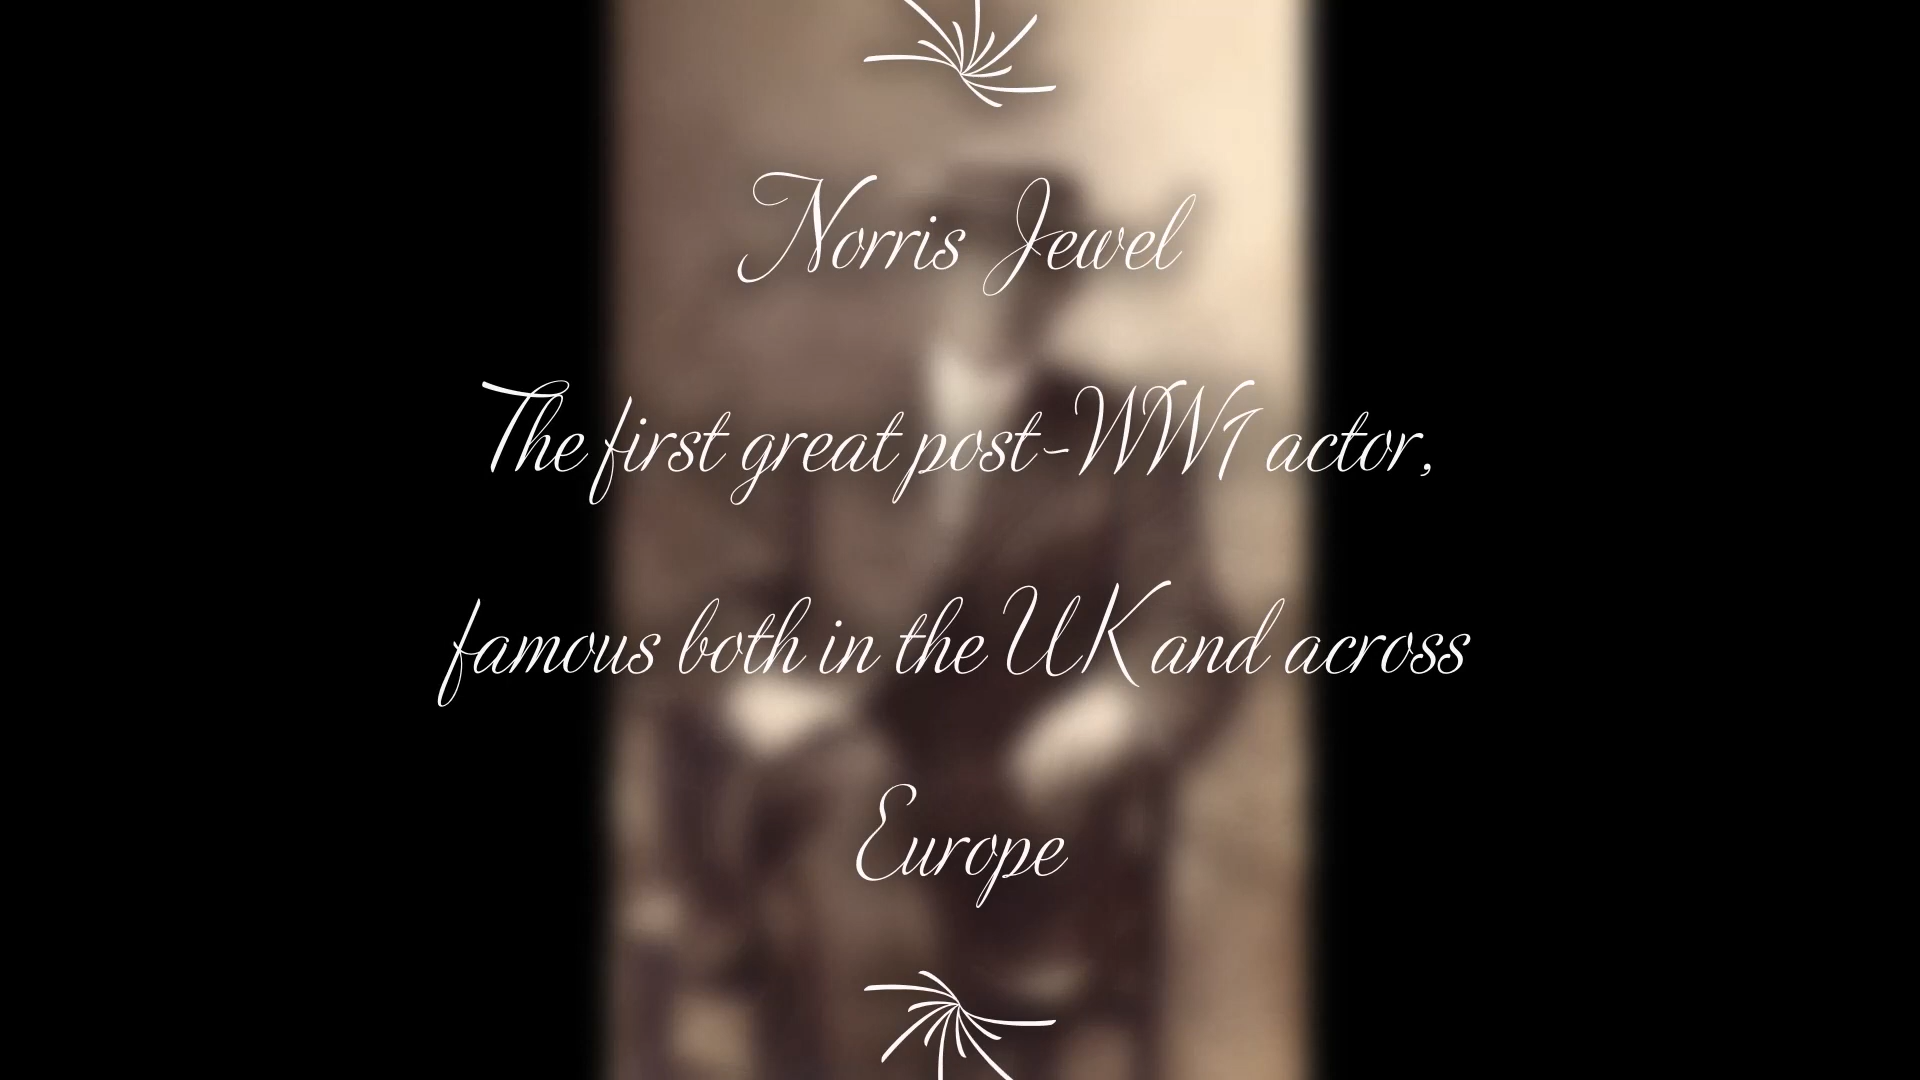 Norris Jewel
The first great post-WW1 actor,
famous both in the UK and across
Europe